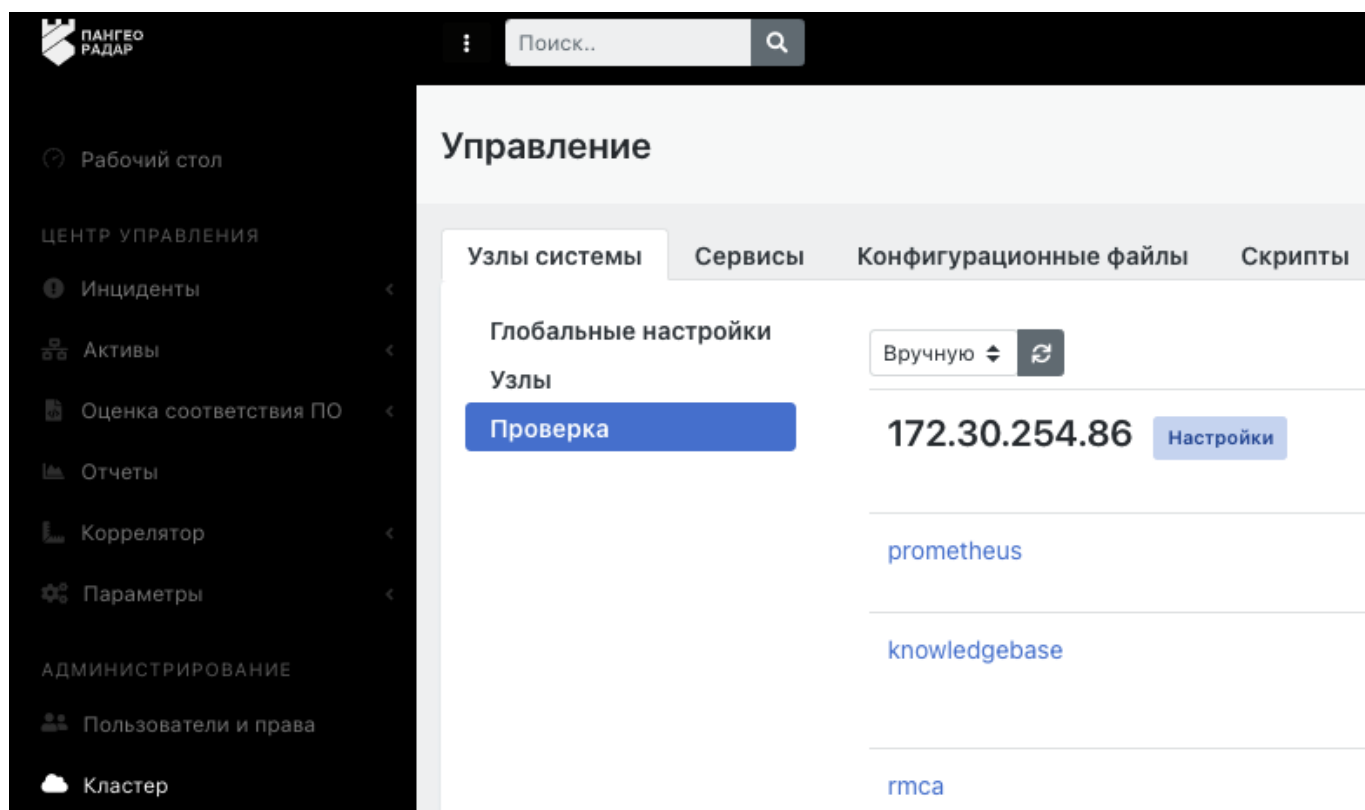 ПАНГЕО
РАДАР
Поиск..
Рабочий стол
ЦЕНТР УПРАВЛЕНИЯ
Инциденты
Активы
Оценка соответствия ПО
Отчеты
Коррелятор
Параметры
АДМИНИСТРИРОВАНИЕ
Пользователи и права
Кластер
Управление
Узлы системы Сервисы Конфигурационные файлы Скрипты
Глобальные настройки
Узлы
Проверка
Вручную
172.30.254.86 Настройки
prometheus
knowledgebase
rmca